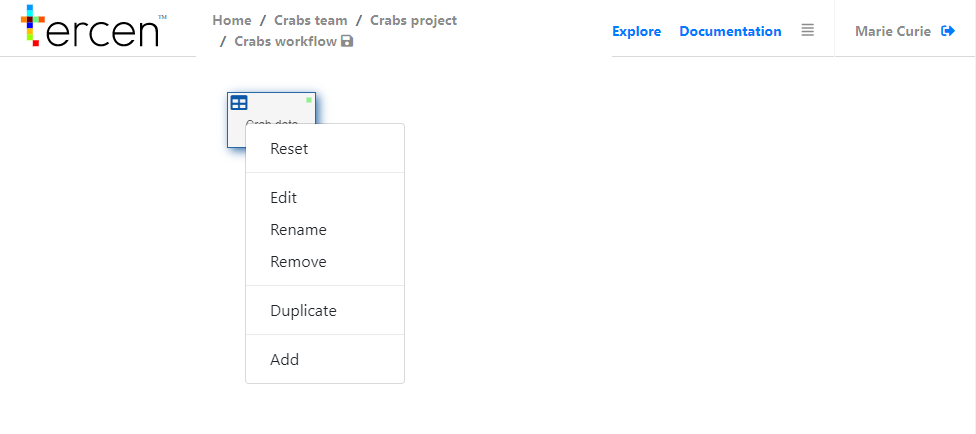 tercen™
Home / Crabs team / Crabs project
/ Crabs workflow
Explore Documentation Marie Curie
Crab data
Reset
Edit
Rename
Remove
Duplicate
Add